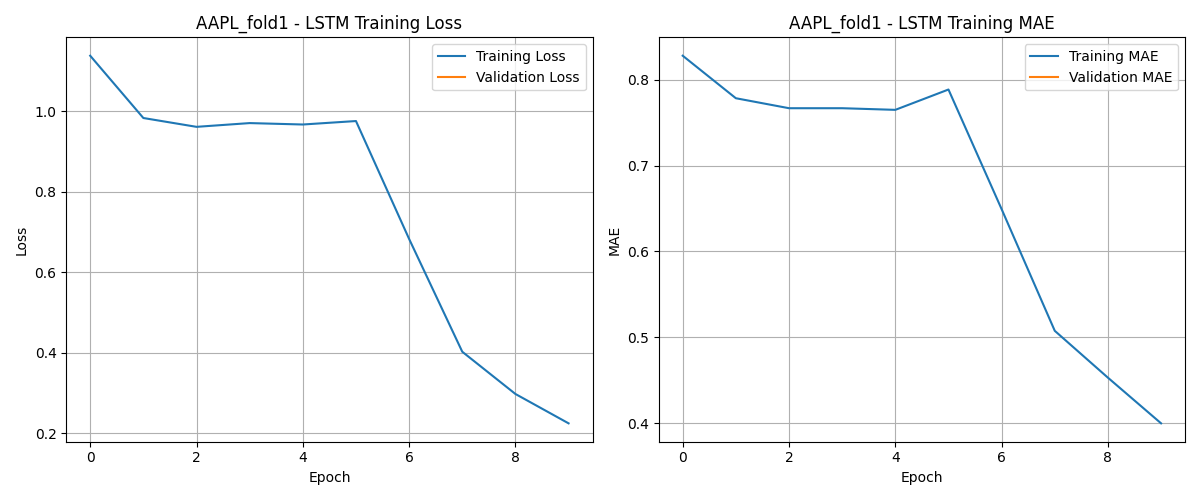 AAPL_fold1 - LSTM Training Loss
Training Loss
Validation Loss
1.0
0.8
0.6
0.4
0.2
Loss
0 2 4 6 8
Epoch
AAPL_fold1 - LSTM Training MAE
Training MAE
Validation MAE
0.8
0.7
0.6
0.5
0.4
MAE
0 2 4 6 8
Epoch